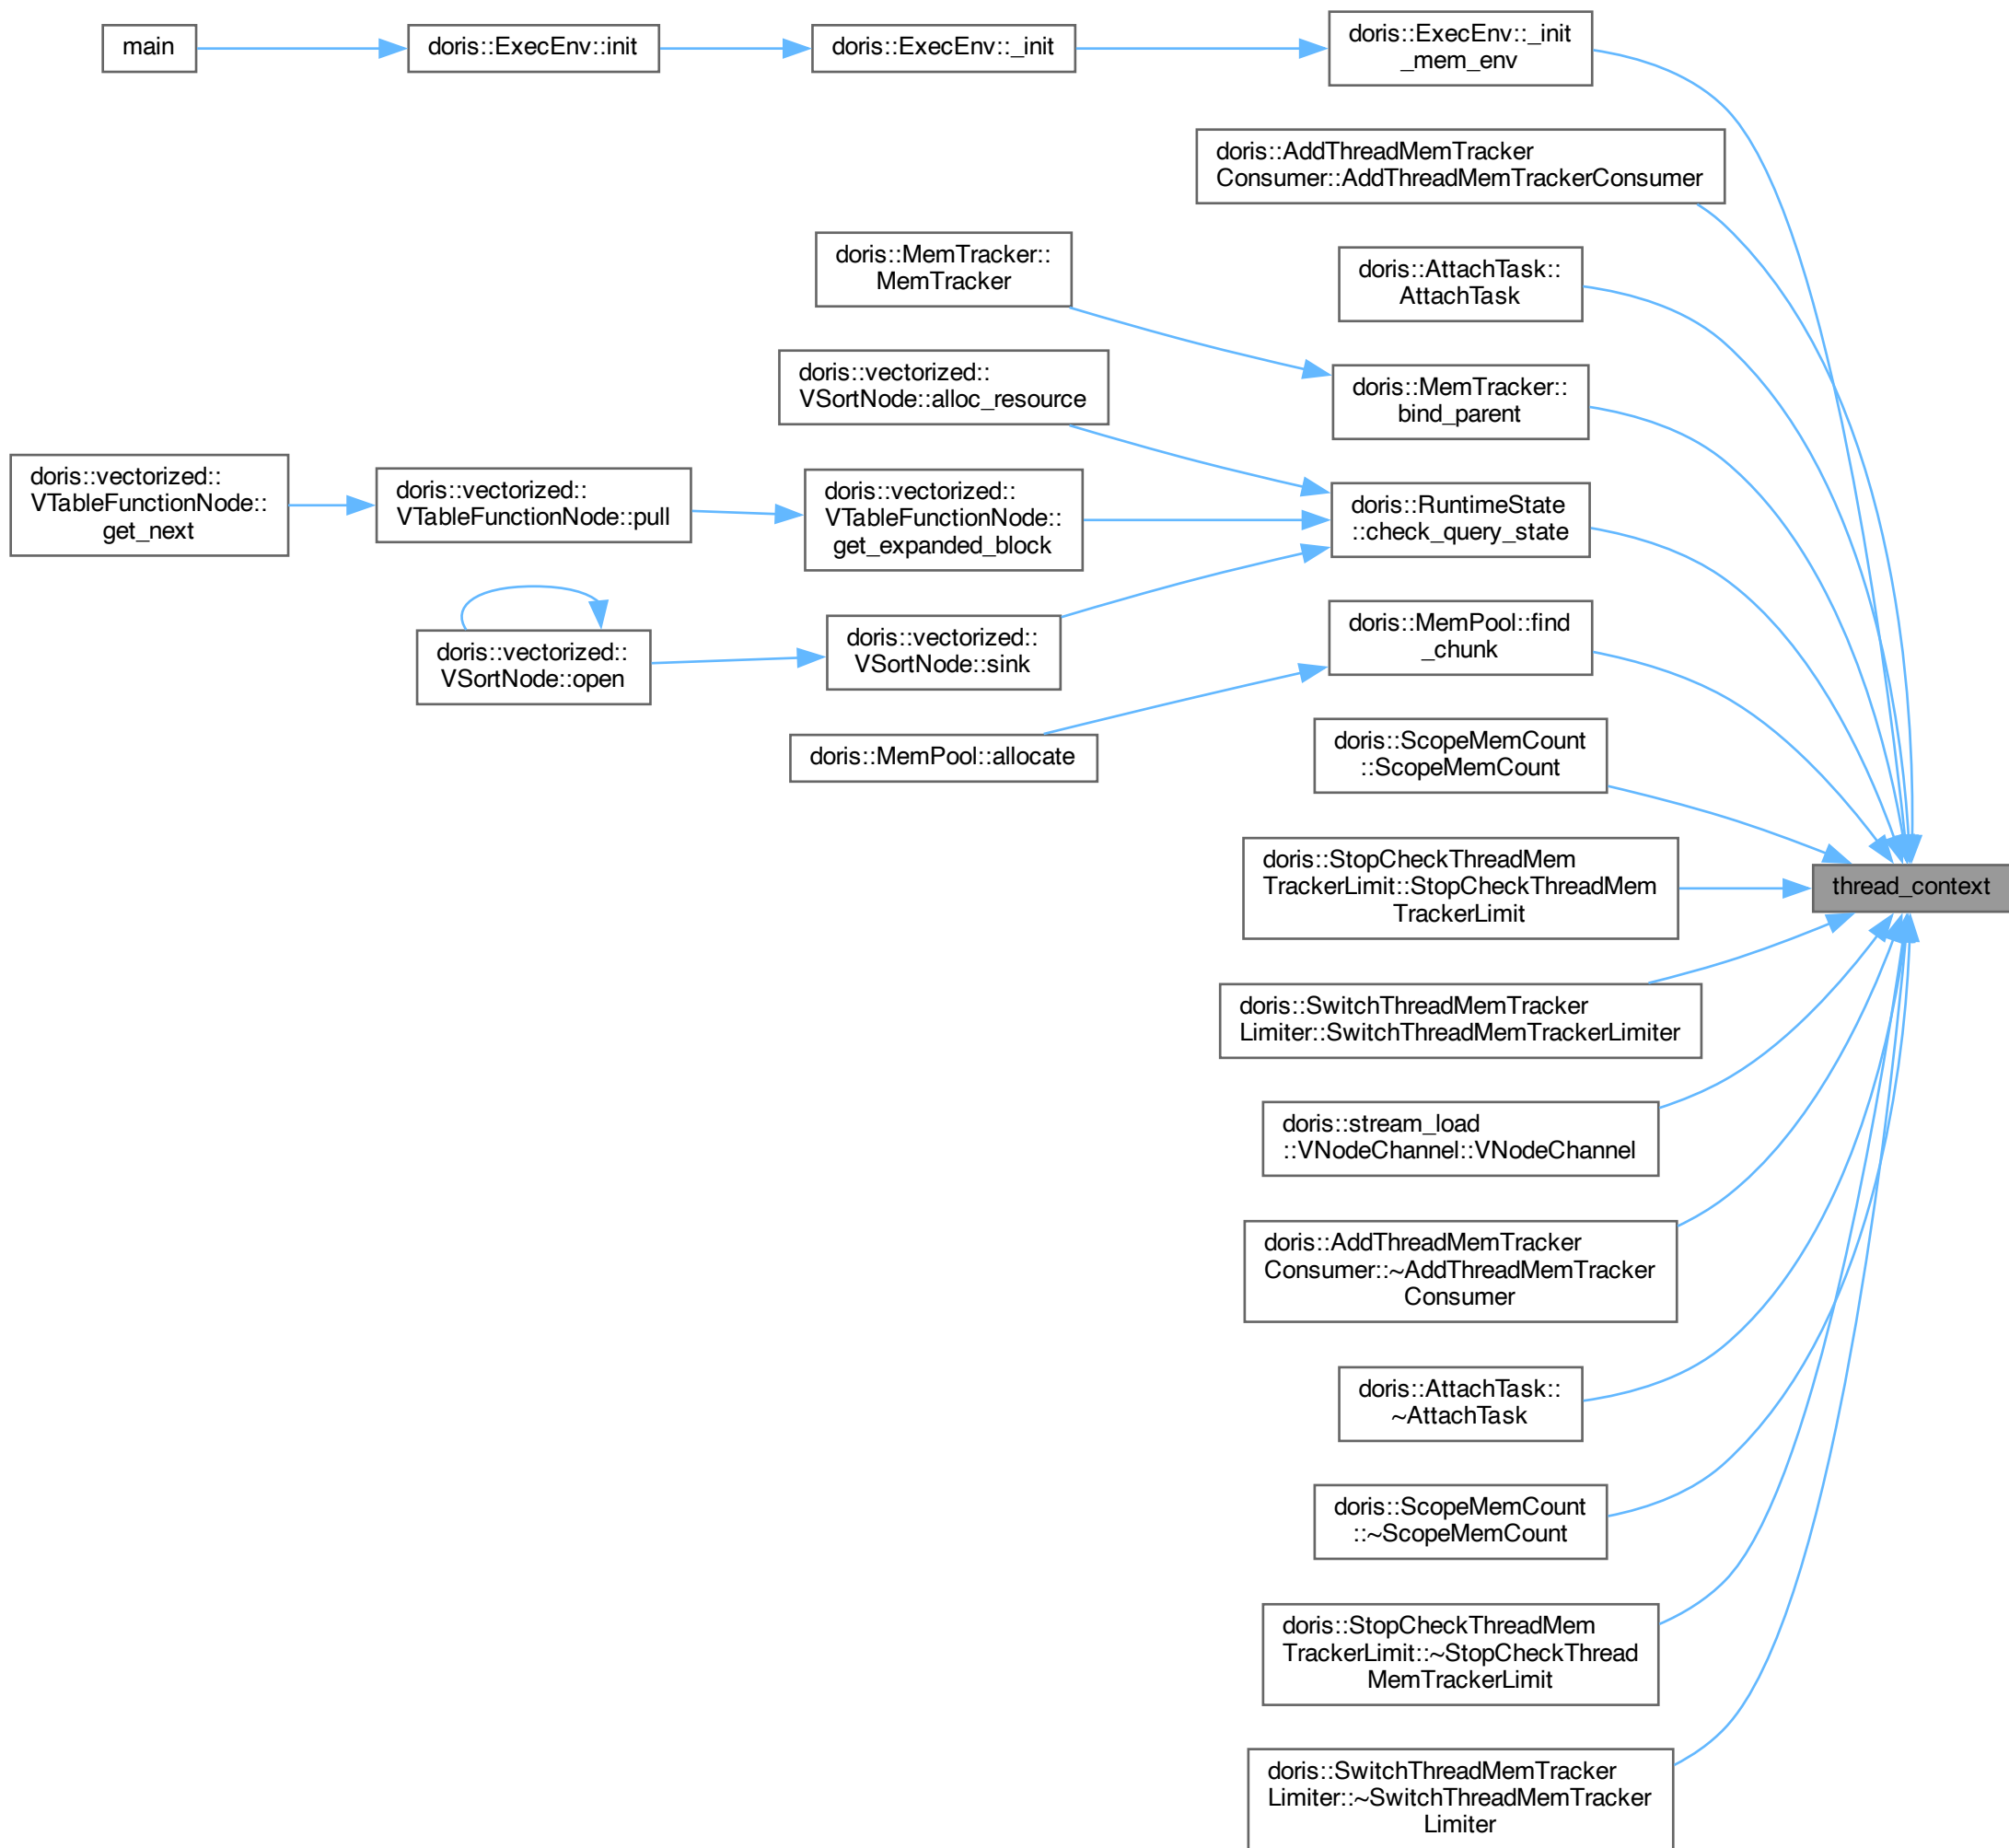 main
doris::ExecEnv::init
doris::ExecEnv::_init
doris::ExecEnv::_init
_mem_env
doris::AddThreadMemTracker
Consumer::AddThreadMemTrackerConsumer
doris::MemTracker::
MemTracker
doris::AttachTask::
AttachTask
doris::vectorized::
VSortNode::alloc_resource
doris::MemTracker::
bind_parent
doris::vectorized::
VTableFunctionNode::
get_next
doris::vectorized::
VTableFunctionNode::pull
doris::vectorized::
VTableFunctionNode::
get_expanded_block
doris::RuntimeState
::check_query_state
doris::vectorized::
VSortNode::open
doris::vectorized::
VSortNode::sink
doris::MemPool::find
_chunk
doris::MemPool::allocate
doris::ScopeMemCount
::ScopeMemCount
doris::StopCheckThreadMem
TrackerLimit::StopCheckThreadMem
TrackerLimit
thread_context
doris::SwitchThreadMemTracker
Limiter::SwitchThreadMemTrackerLimiter
doris::stream_load
::VNodeChannel::VNodeChannel
doris::AddThreadMemTracker
Consumer::~AddThreadMemTracker
Consumer
doris::AttachTask::
~AttachTask
doris::ScopeMemCount
::~ScopeMemCount
doris::StopCheckThreadMem
TrackerLimit::~StopCheckThread
MemTrackerLimit
doris::SwitchThreadMemTracker
Limiter::~SwitchThreadMemTracker
Limiter